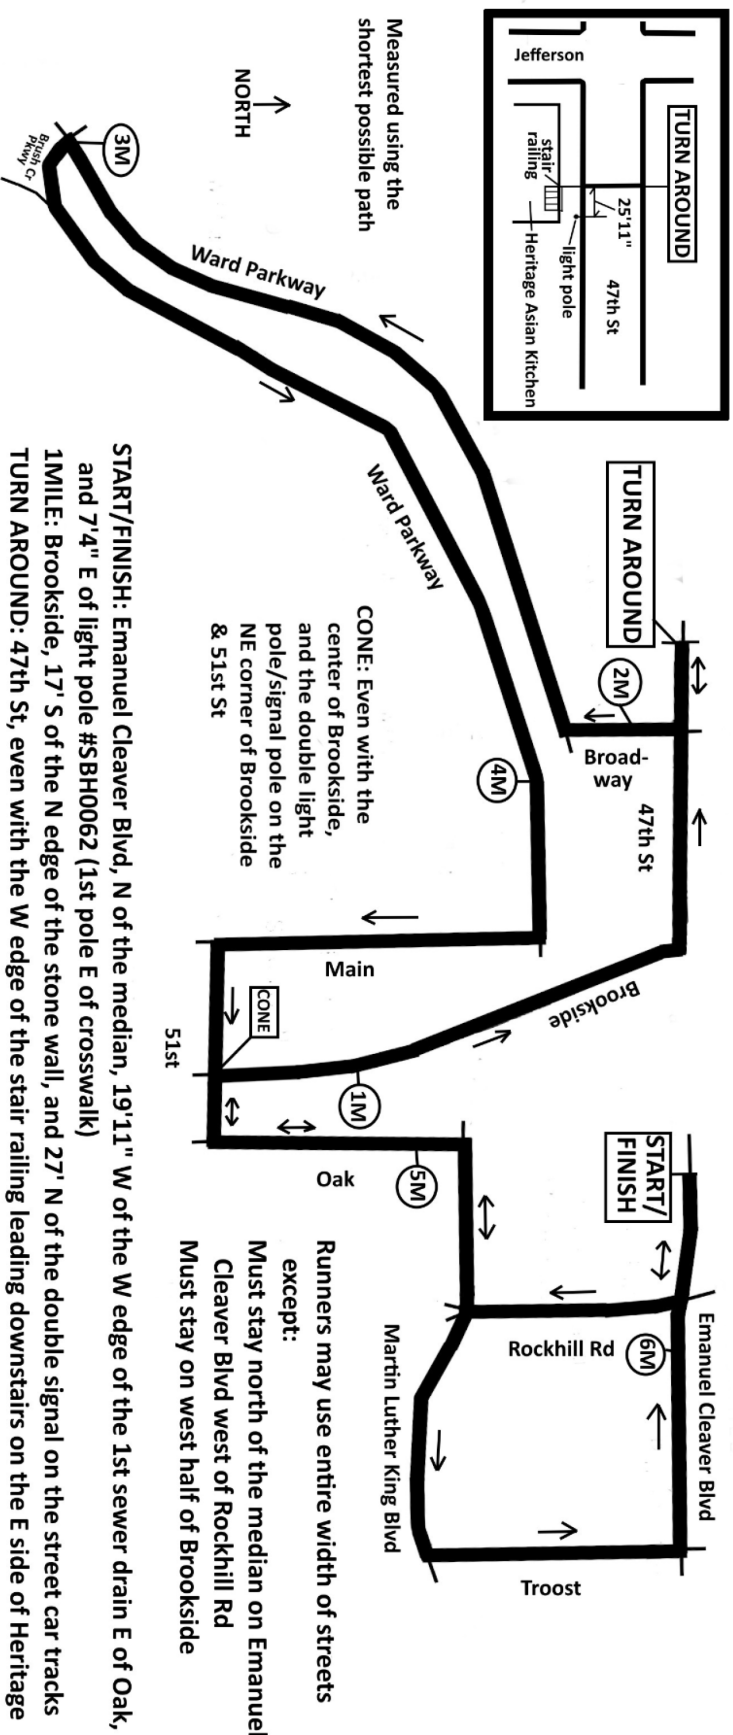 Jefferson
TURN AROUND
47th St
25'11"
light pole
stair
railing
Heritage Asian Kitchen
Measured using the
shortest possible path
NORTH
3M
Brush Cr
Pkwy
Ward Parkway
Ward Parkway
TURN AROUND
2M
Broad-
way
47th St
4M
CONE: Even with the
center of Brookside,
and the double light
pole/signal pole on the
NE corner of Brookside
& 51st St
Main
Brookside
CONE
51st
1M
Oak
5M
START/
FINISH
Rockhill Rd
6M
Emanuel Cleaver Blvd
Martin Luther King Blvd
Troost
Runners may use entire width of streets
except:
Must stay north of the median on Emanuel
Cleaver Blvd west of Rockhill Rd
Must stay on west half of Brookside
START/FINISH: Emanuel Cleaver Blvd, N of the median, 19'11" W of the W edge of the 1st sewer drain E of Oak,
and 7'4" E of light pole #SBH0062 (1st pole E of crosswalk)
1MILE: Brookside, 17' S of the N edge of the stone wall, and 27' N of the double signal on the street car tracks
TURN AROUND: 47th St, even with the W edge of the stair railing leading downstairs on the E side of Heritage